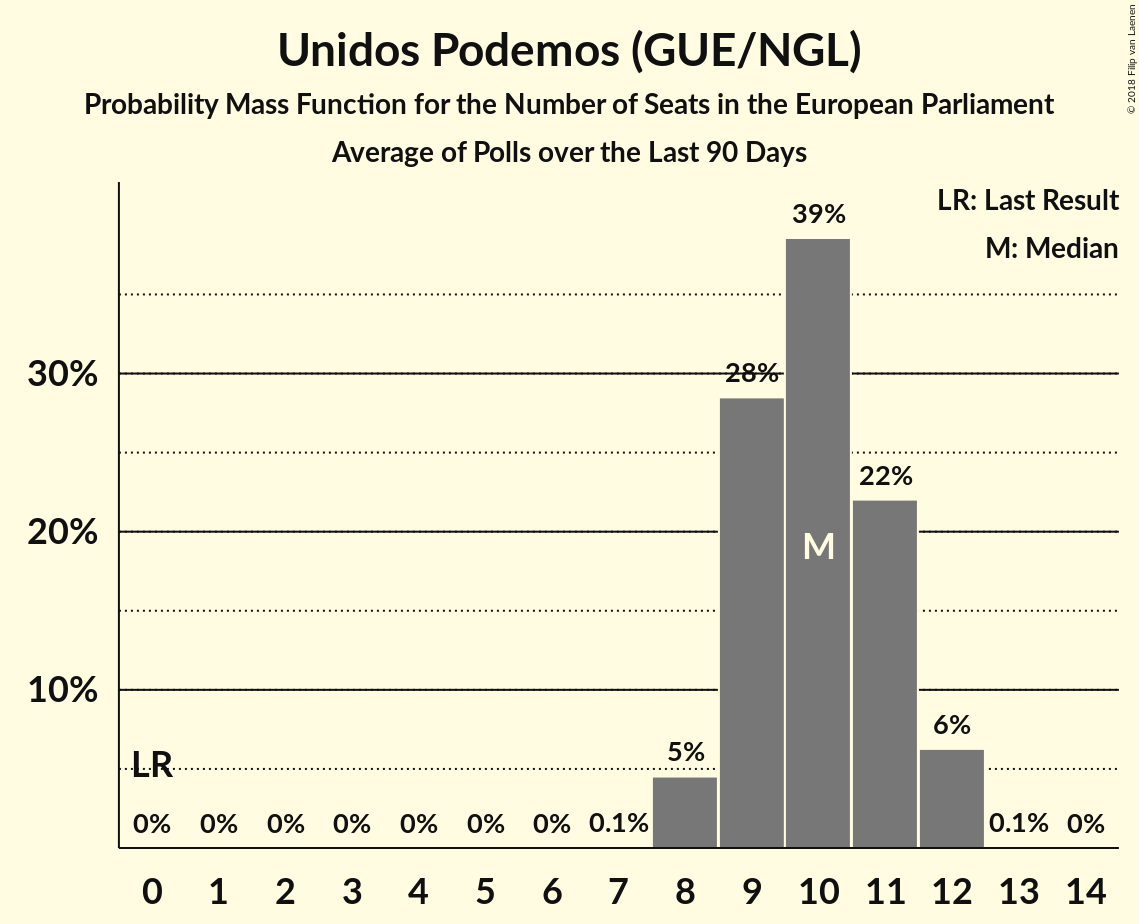 Unidos Podemos (GUE/NGL)
Probability Mass Function for the Number of Seats in the European Parliament
Average of Polls over the Last 90 Days
© 2018 Filip van Laenen
LR: Last Result
M: Median
39%
30%
28%
22%
20%
M
10%
6%
5%
LR
0% 0% 0% 0% 0% 0% 0% 0.1% 0.1% 0%
0 1 2 3 4 5 6 7 8 9 10 11 12 13 14